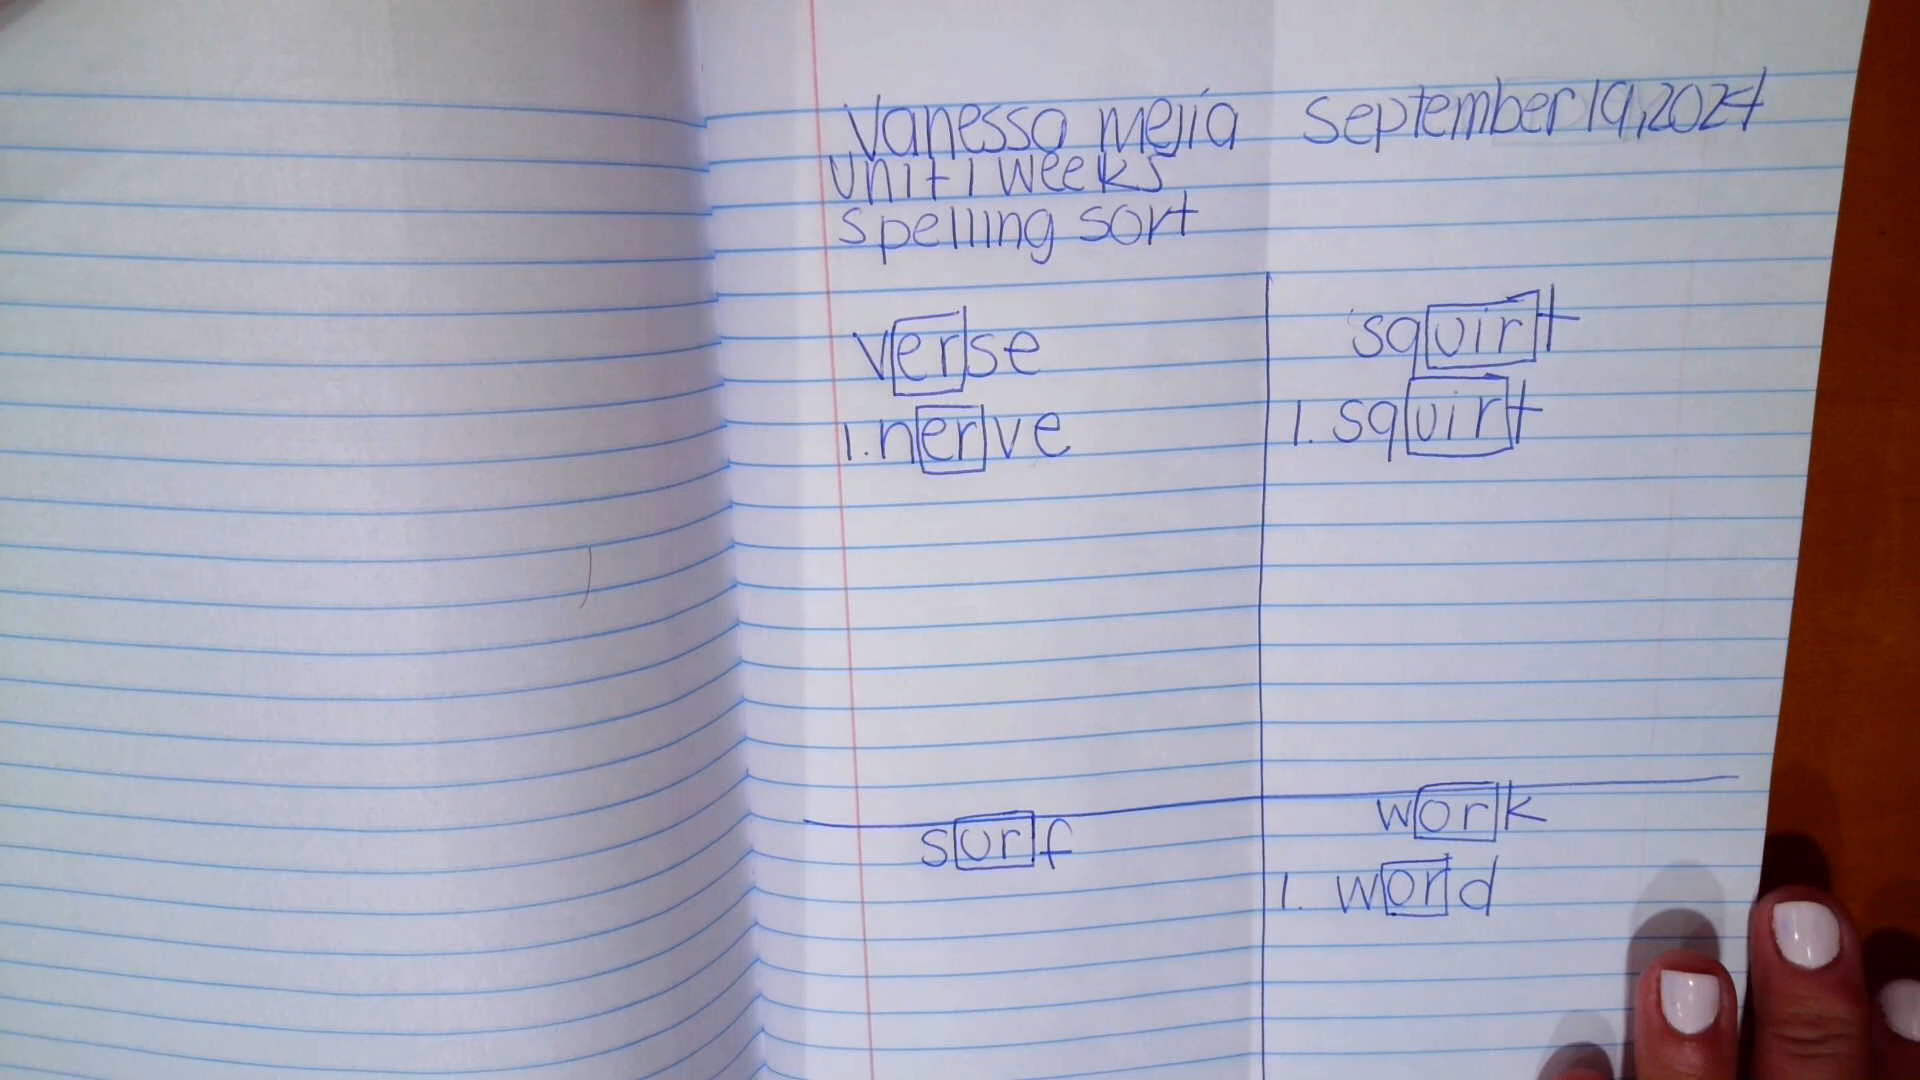 Vanessa Mejia September 19, 2024
Unit 1 Week 5
Spelling Sort
verse
1. nerve
squirt
1. squirt
surf
work
1. world